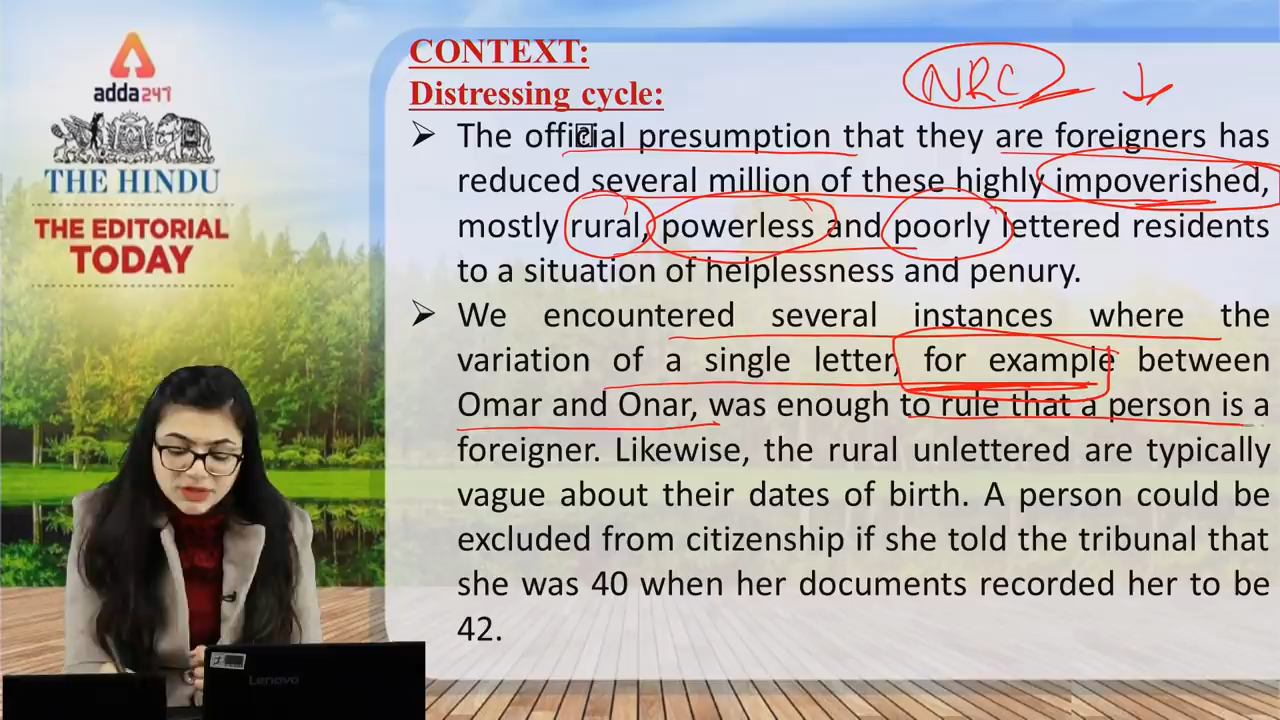 adda247
THE HINDU
THE EDITORIAL
TODAY
CONTEXT:
Distressing cycle:
NRC
➤ The official presumption that they are foreigners has
reduced several million of these highly impoverished,
mostly rural, powerless and poorly lettered residents
to a situation of helplessness and penury.
➤ We encountered several instances where the
variation of a single letter, for example between
Omar and Onar, was enough to rule that a person is a
foreigner. Likewise, the rural unlettered are typically
vague about their dates of birth. A person could be
excluded from citizenship if she told the tribunal that
she was 40 when her documents recorded her to be
42.
Lenovo